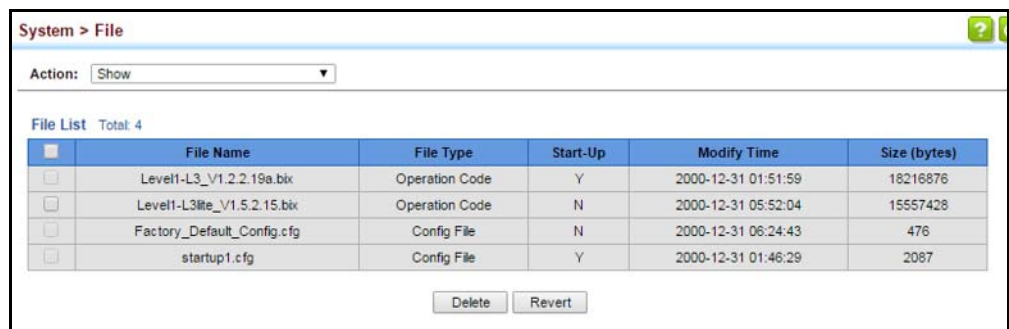 System > File
?
Action: Show
File List Total: 4
File Name File Type Start-Up Modify Time Size (bytes)
Level1-L3_V1.2.2.19a.bix Operation Code Y 2000-12-31 01:51:59 18216876
Level1-L3lite_V1.5.2.15.bix Operation Code N 2000-12-31 05:52:04 15557428
Factory_Default_Config.cfg Config File N 2000-12-31 06:24:43 476
startup1.cfg Config File Y 2000-12-31 01:46:29 2087
Delete Revert